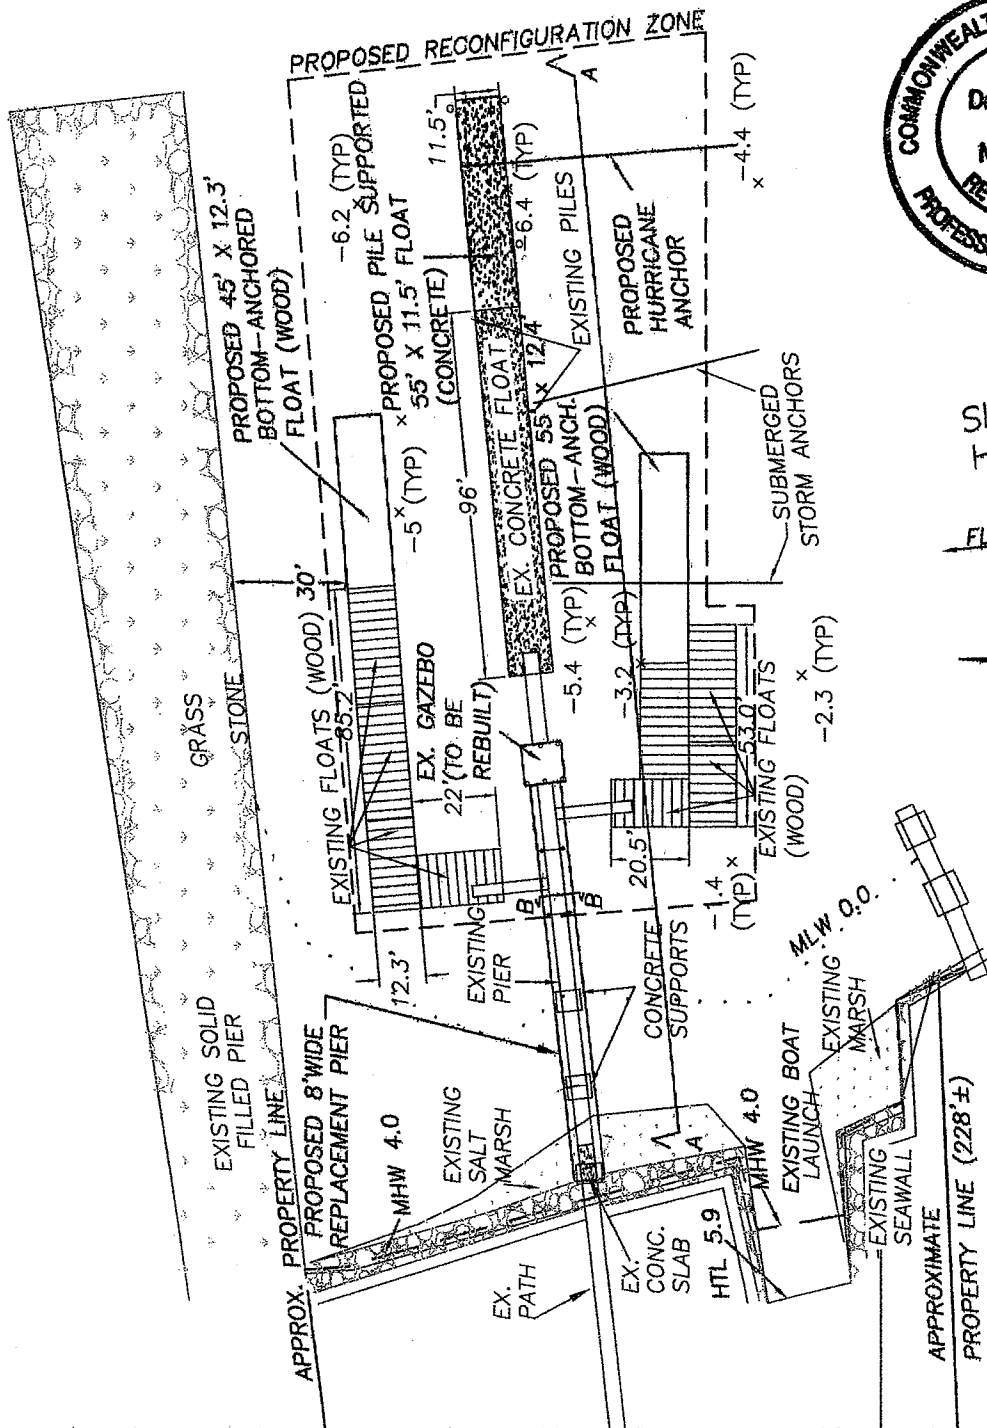 PROPOSED RECONFIGURATION ZONE
A
-6.2 (TYP)
PROPOSED PILE SUPPORTED
55' X 11.5' FLOAT
(CONCRETE)
11.5'
-6.4 (TYP)
-4.4 (TYP)
PROPOSED 45' X 12.3'
BOTTOM-ANCHORED
FLOAT (WOOD)
EXISTING PILES
PROPOSED
HURRICANE
ANCHOR
-5 (TYP)
96'
EX. CONCRETE FLOAT
12.4'
PROPOSED 55' X
BOTTOM-ANCH.
FLOAT (WOOD)
SUBMERGED
STORM ANCHORS
30'
GRASS
STONE
EXISTING FLOATS (WOOD)
85.2'
EX. GAZEBO
(TO BE
REBUILT)
22'
-5.4 (TYP)
-3.2 (TYP)
53.0'
EXISTING FLOATS
(WOOD)
-2.3 (TYP)
20.5'
-1.4
(TYP)
B
B
12.3'
EXISTING
PIER
CONCRETE
SUPPORTS
MLW 0.0
EXISTING SOLID
FILLED PIER
APPROX. PROPERTY LINE
PROPOSED 8'WIDE
REPLACEMENT PIER
MHW 4.0
EXISTING
SALT
MARSH
A
MHW 4.0
EXISTING BOAT
LAUNCH
EXISTING
MARSH
EX.
PATH
EX.
CONC.
SLAB
HTL 5.9
EXISTING
SEAWALL
APPROXIMATE
PROPERTY LINE (228'±)
COMMONWEALT
PROFESS
FL